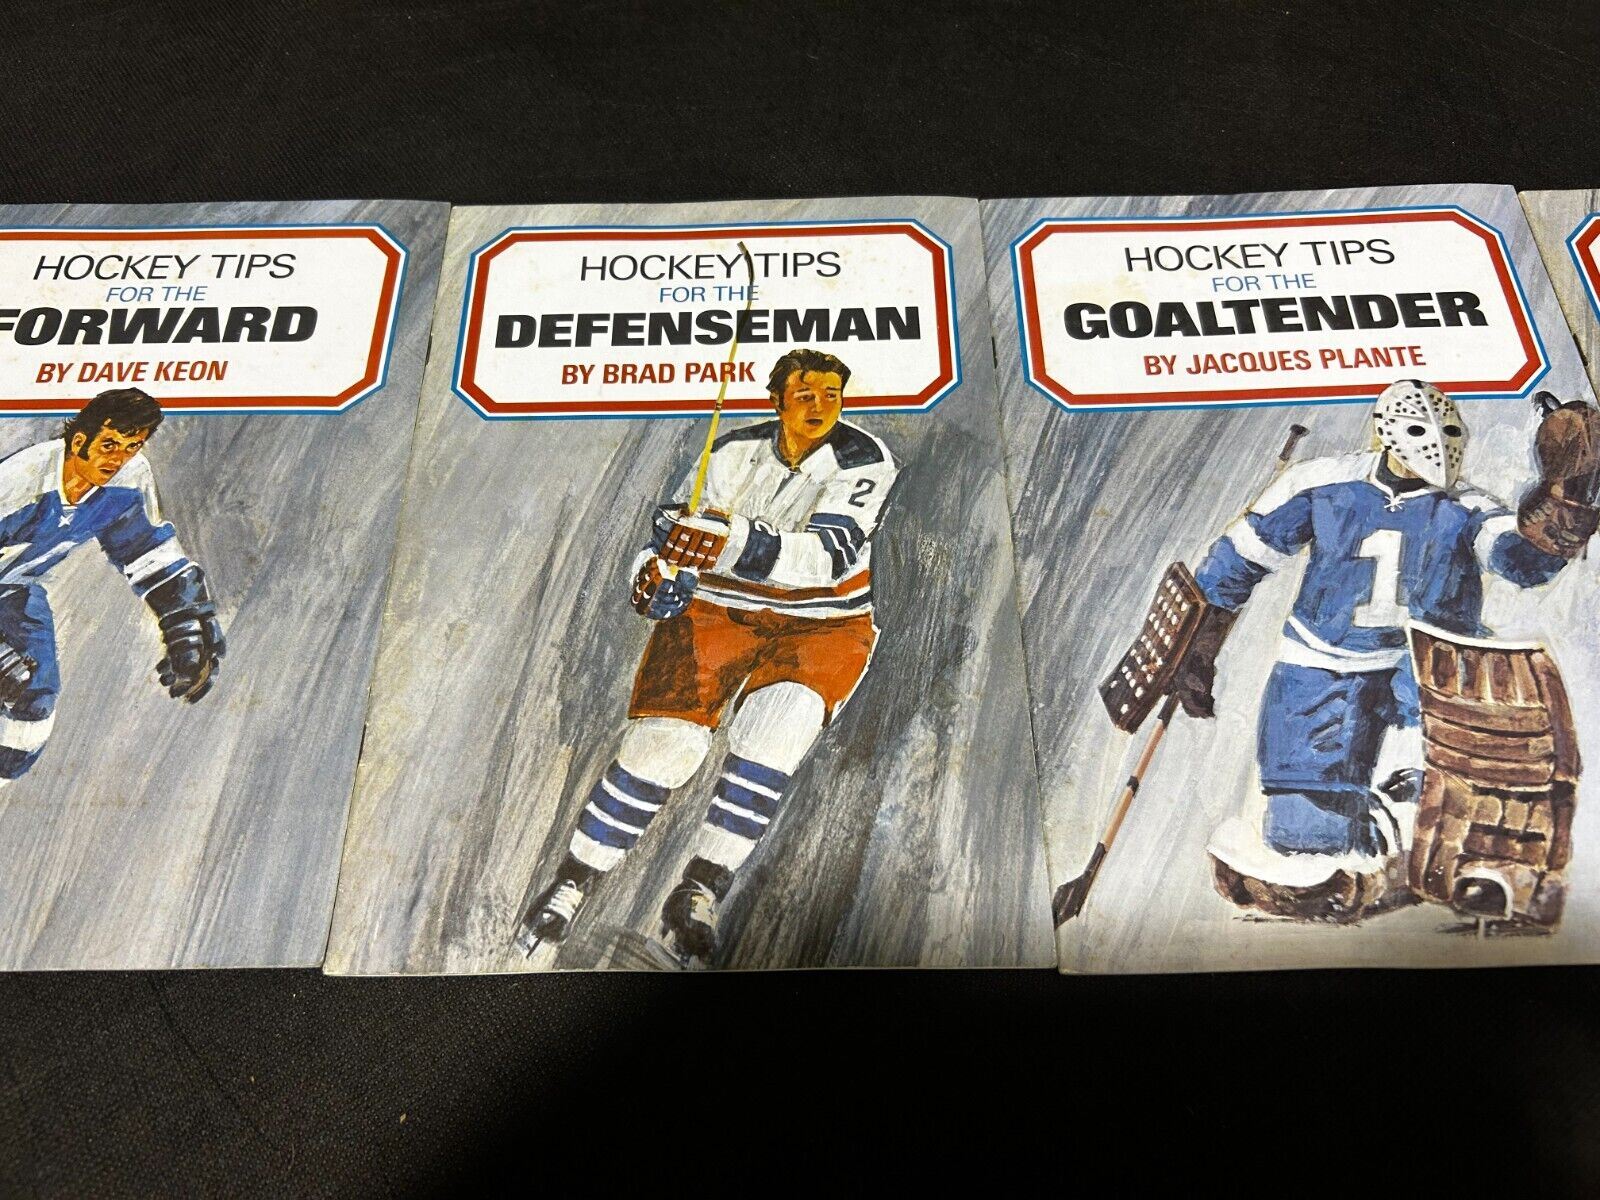 HOCKEY TIPS
FOR THE
FORWARD
BY DAVE KEON
HOCKEY TIPS
FOR THE
DEFENSEMAN
BY BRAD PARK
2
2
HOCKEY TIPS
FOR THE
GOALTENDER
BY JACQUES PLANTE
1